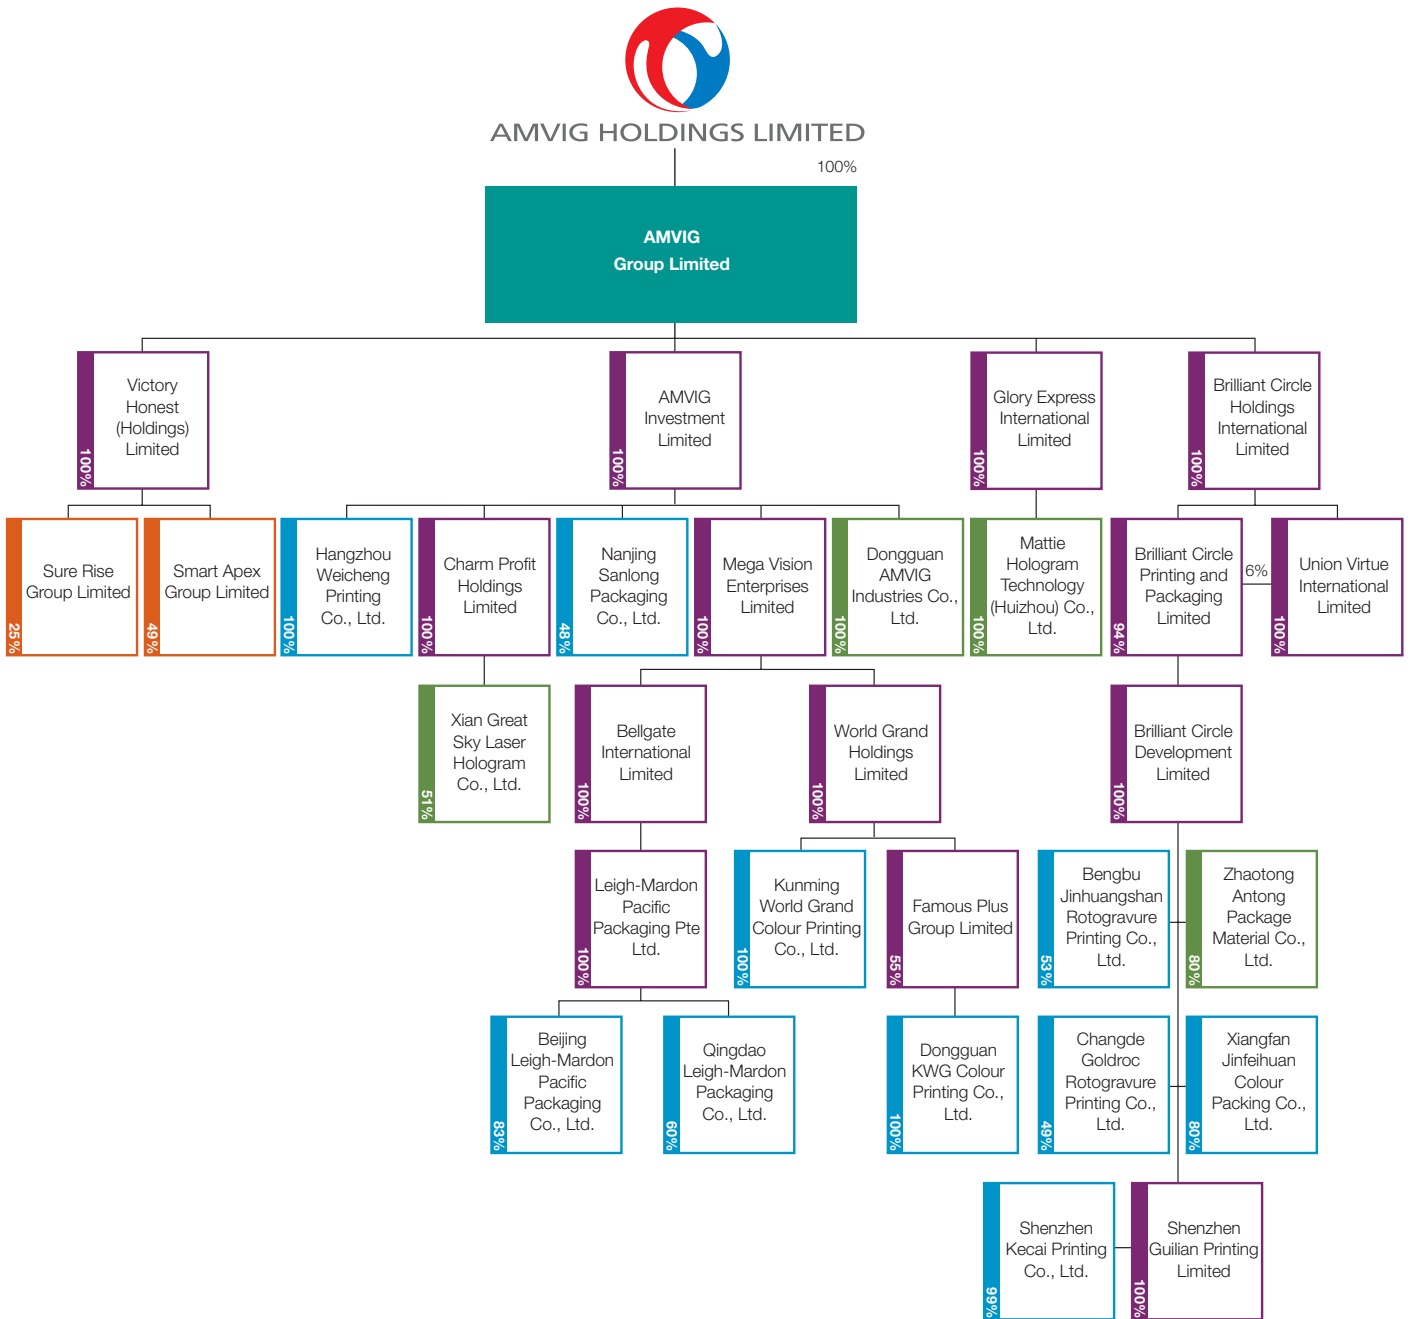 AMVIG HOLDINGS LIMITED
100%
AMVIG
Group Limited
Victory
Honest
(Holdings)
Limited
100%
AMVIG
Investment
Limited
100%
Glory Express
International
Limited
100%
Brilliant Circle
Holdings
International
Limited
100%
Sure Rise
Group Limited
25%
Smart Apex
Group Limited
49%
Hangzhou
Weicheng
Printing
Co., Ltd.
100%
Charm Profit
Holdings
Limited
100%
Nanjing
Sanlong
Packaging
Co., Ltd.
48%
Mega Vision
Enterprises
Limited
100%
Dongguan
AMVIG
Industries Co.,
Ltd.
100%
Mattie
Hologram
Technology
(Huizhou) Co.,
Ltd.
100%
Brilliant Circle
Printing and
Packaging
Limited
94%
6%
Union Virtue
International
Limited
100%
Xian Great
Sky Laser
Hologram
Co., Ltd.
51%
Bellgate
International
Limited
100%
World Grand
Holdings
Limited
100%
Brilliant Circle
Development
Limited
100%
Leigh-Mardon
Pacific
Packaging Pte
Ltd.
100%
Kunming
World Grand
Colour Printing
Co., Ltd.
100%
Famous Plus
Group Limited
55%
Bengbu
Jinhuangshan
Rotogravure
Printing Co.,
Ltd.
53%
Zhaotong
Antong
Package
Material Co.,
Ltd.
80%
Beijing
Leigh-Mardon
Pacific
Packaging
Co., Ltd.
83%
Qingdao
Leigh-Mardon
Packaging
Co., Ltd.
60%
Dongguan
KWG Colour
Printing Co.,
Ltd.
100%
Changde
Goldroc
Rotogravure
Printing Co.,
Ltd.
49%
Xiangfan
Jinfeihuan
Colour
Packing Co.,
Ltd.
80%
Shenzhen
Kecai Printing
Co., Ltd.
99%
Shenzhen
Guilian Printing
Limited
100%